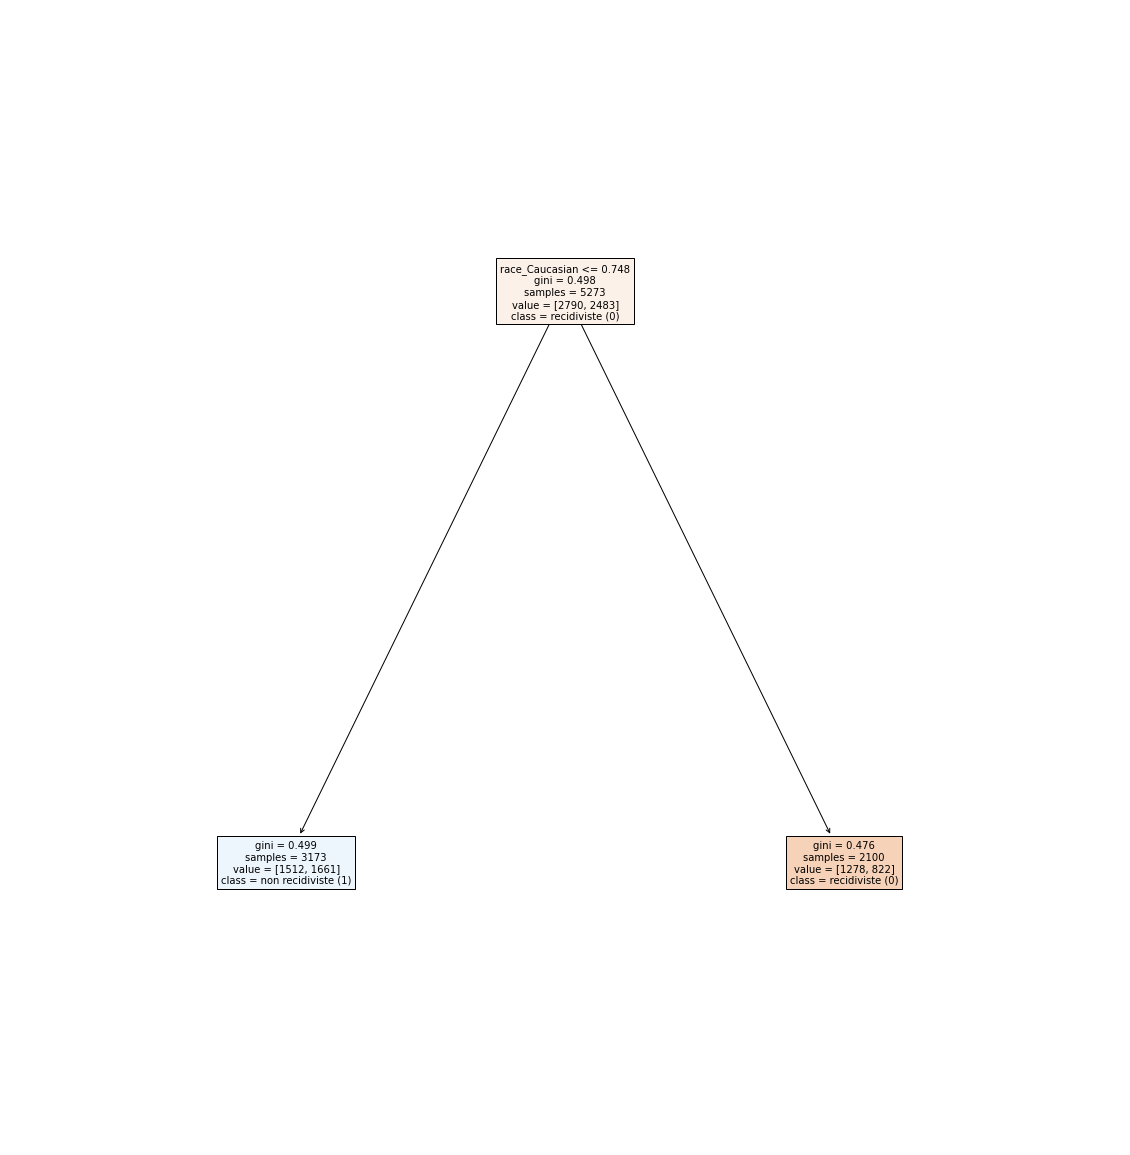 race_Caucasian <= 0.748
gini = 0.498
samples = 5273
value = [2790, 2483]
class = recidiviste (0)
gini = 0.499
samples = 3173
value = [1512, 1661]
class = non recidiviste (1)
gini = 0.476
samples = 2100
value = [1278, 822]
class = recidiviste (0)